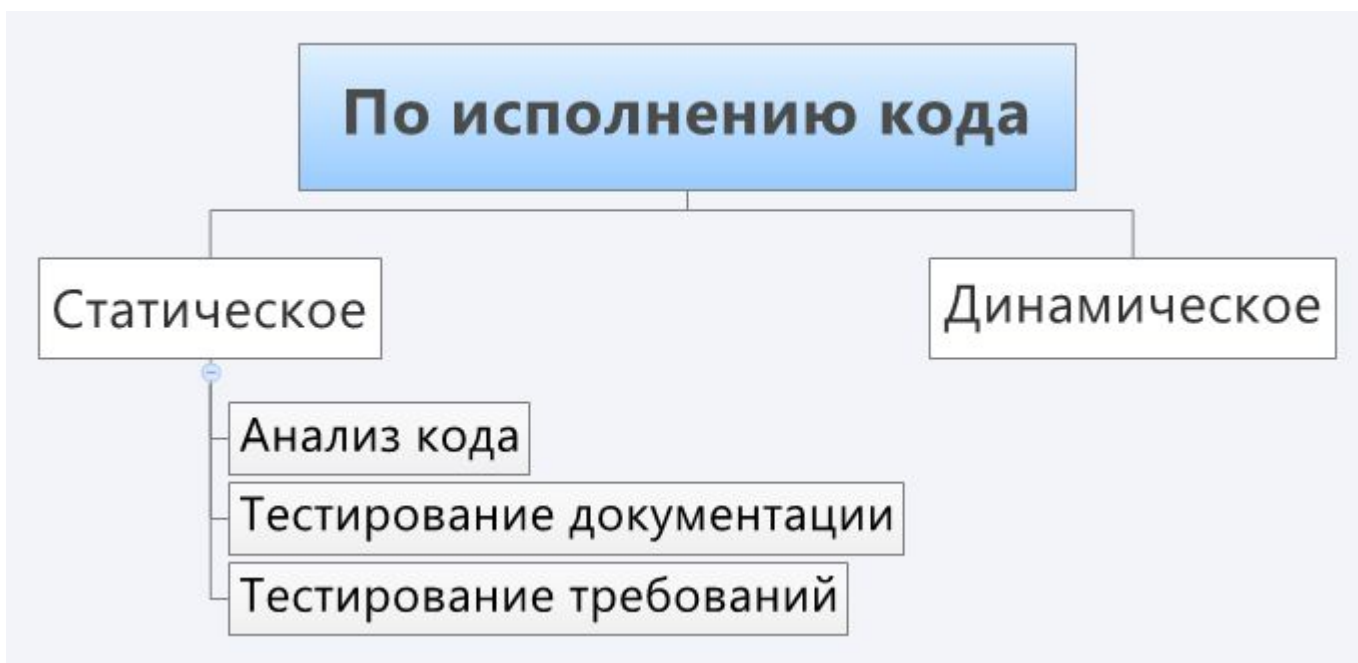 По исполнению кода
Статическое
Динамическое
Анализ кода
Тестирование документации
Тестирование требований